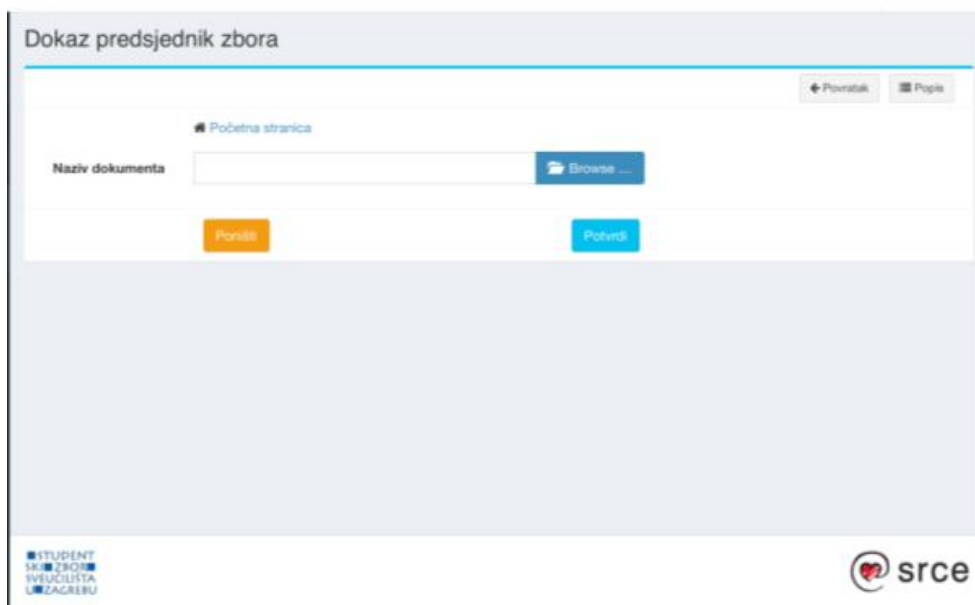 Dokaz predsjednik zbora
Povratak Popis
Početna stranica
Naziv dokumenta Browse ...
Poništi Potvrdi
STUDENT
SKI ZBOR
SVEUČILIŠTA
U ZAGREBU
srce